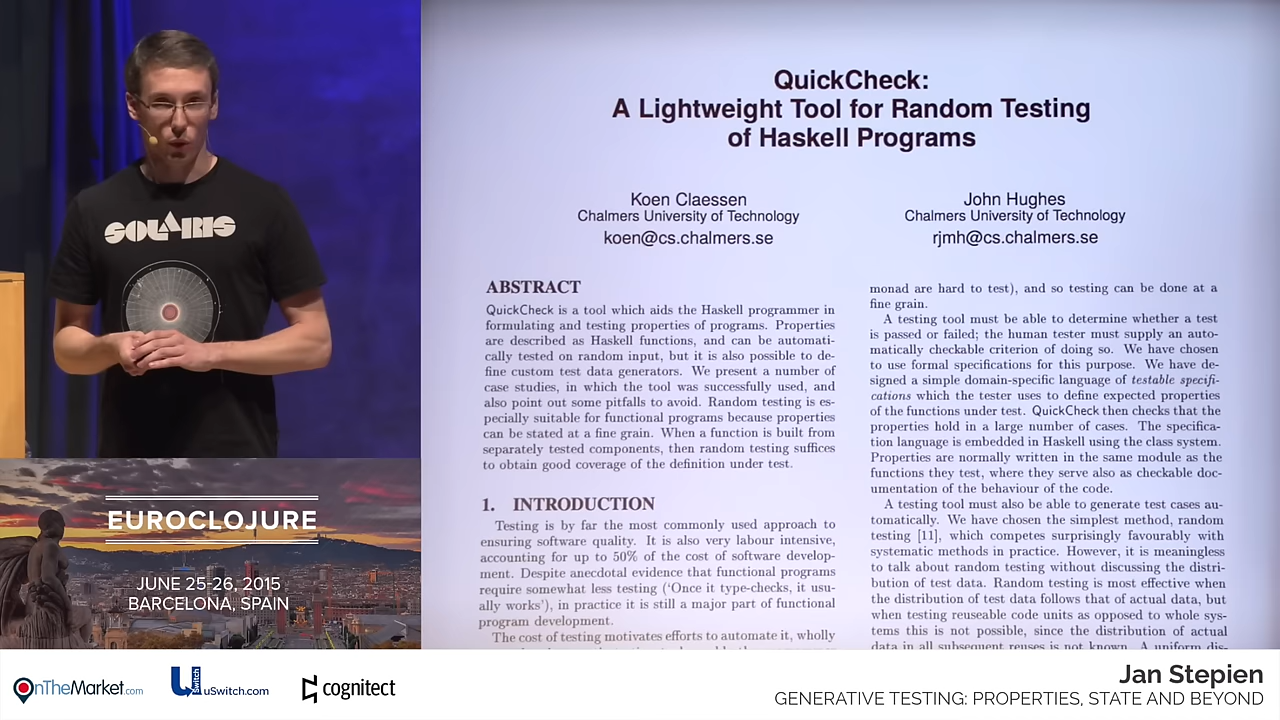 SOLARIS
EUROCLOJURE
JUNE 25-26, 2015
BARCELONA, SPAIN
QuickCheck:
A Lightweight Tool for Random Testing
of Haskell Programs
Koen Claessen
Chalmers University of Technology
koen@cs.chalmers.se
John Hughes
Chalmers University of Technology
rjmh@cs.chalmers.se
ABSTRACT
QuickCheck is a tool which aids the Haskell programmer in
formulating and testing properties of programs. Properties
are described as Haskell functions, and can be automati-
cally tested on random input, but it is also possible to de-
fine custom test data generators. We present a number of
case studies, in which the tool was successfully used, and
also point out some pitfalls to avoid. Random testing is es-
pecially suitable for functional programs because properties
can be stated at a fine grain. When a function is built from
separately tested components, then random testing suffices
to obtain good coverage of the definition under test.
1. INTRODUCTION
Testing is by far the most commonly used approach to
ensuring software quality. It is also very labour intensive,
accounting for up to 50% of the cost of software develop-
ment. Despite anecdotal evidence that functional programs
require somewhat less testing ('Once it type-checks, it usu-
ally works'), in practice it is still a major part of functional
program development.
The cost of testing motivates efforts to automate it, wholly
monad are hard to test), and so testing can be done at a
fine grain.
A testing tool must be able to determine whether a test
is passed or failed; the human tester must supply an auto-
matically checkable criterion of doing so. We have chosen
to use formal specifications for this purpose. We have de-
signed a simple domain-specific language of testable specifi-
cations which the tester uses to define expected properties
of the functions under test. QuickCheck then checks that the
properties hold in a large number of cases. The specifica-
tion language is embedded in Haskell using the class system.
Properties are normally written in the same module as the
functions they test, where they serve also as checkable doc-
umentation of the behaviour of the code.
A testing tool must also be able to generate test cases au-
tomatically. We have chosen the simplest method, random
testing [11], which competes surprisingly favourably with
systematic methods in practice. However, it is meaningless
to talk about random testing without discussing the distri-
bution of test data. Random testing is most effective when
the distribution of test data follows that of actual data, but
when testing reuseable code units as opposed to whole sys-
tems this is not possible, since the distribution of actual
data in all subsequent reuses is not known. A uniform dis-
OnTheMarket.com
uSwitch
uSwitch.com
cognitect
Jan Stepien
GENERATIVE TESTING: PROPERTIES, STATE AND BEYOND